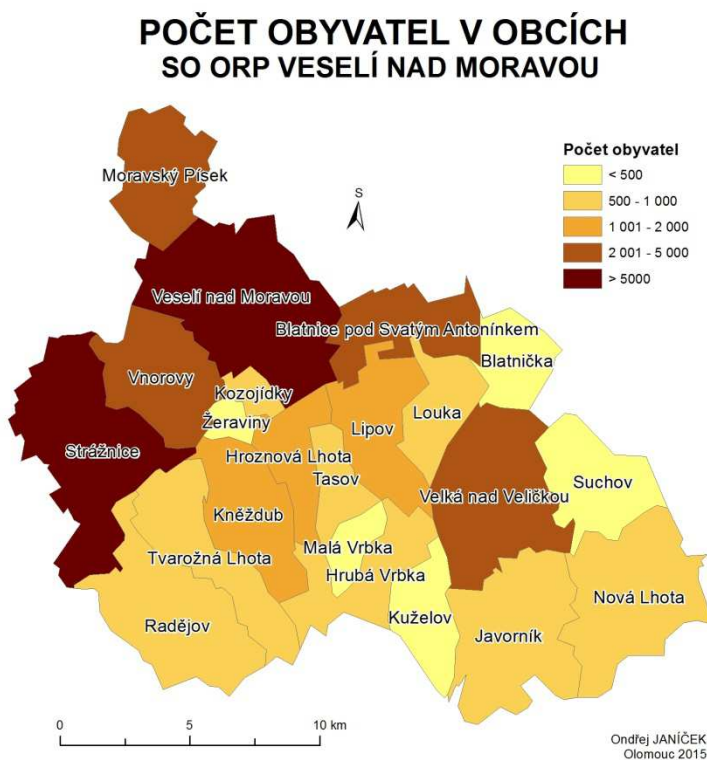 POČET OBYVATEL V OBCÍCH
SO ORP VESELÍ NAD MORAVOU
Počet obyvatel
< 500
500 - 1 000
1 001 - 2 000
2 001 - 5 000
> 5000
S
Moravský Písek
Veselí nad Moravou
Blatnice pod Svatým Antonínkem
Blatnička
Vnorovy
Kozojídky
Louka
Žeraviny
Lipov
Strážnice
Hroznová Lhota
Tasov
Velká nad Veličkou
Suchov
Kněždub
Malá Vrbka
Tvarožná Lhota
Hrubá Vrbka
Nová Lhota
Kuželov
Radějov
Javorník
0 5 10 km
Ondřej JANÍČEK
Olomouc 2015